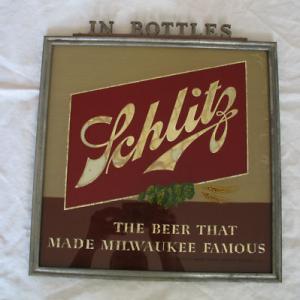 IN BOTTLES
Schlitz
THE BEER THAT
MADE MILWAUKEE FAMOUS